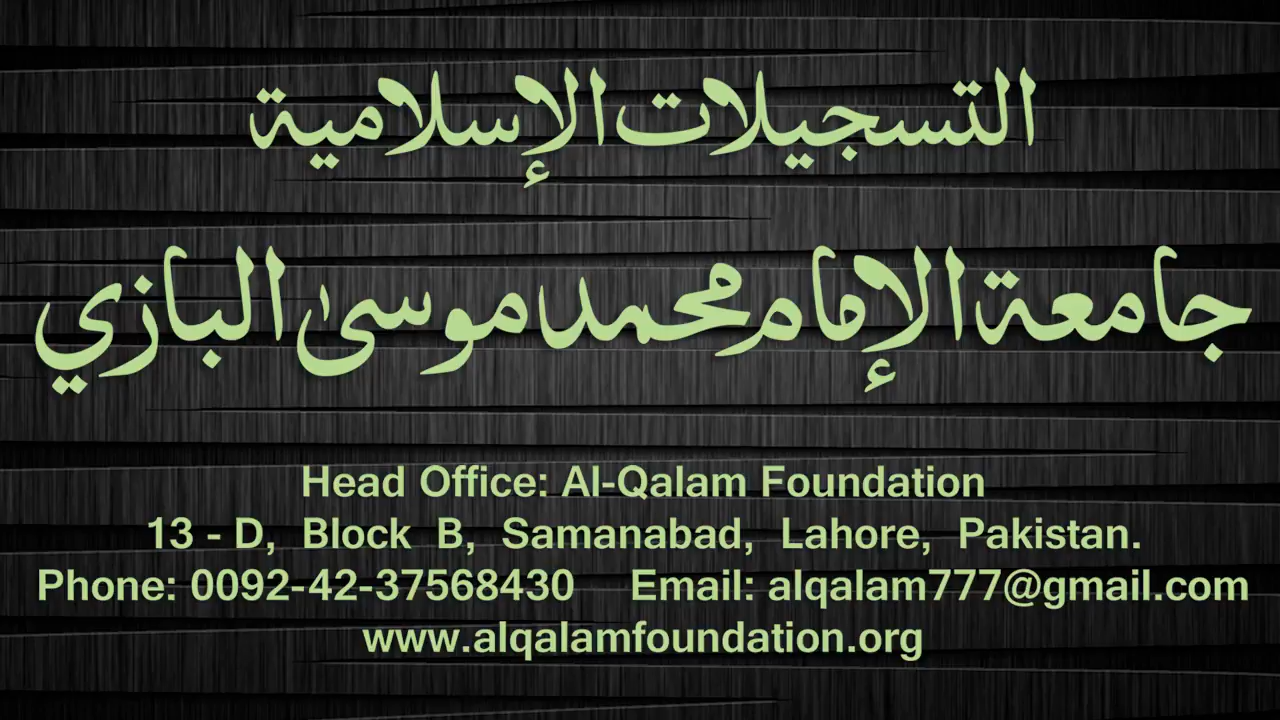 التسجيلات الإسلامية
جامعة الإمام محمد موسىٰ البازي
Head Office: Al-Qalam Foundation
13 - D, Block B, Samanabad, Lahore, Pakistan.
Phone: 0092-42-37568430 Email: alqalam777@gmail.com
www.alqalamfoundation.org